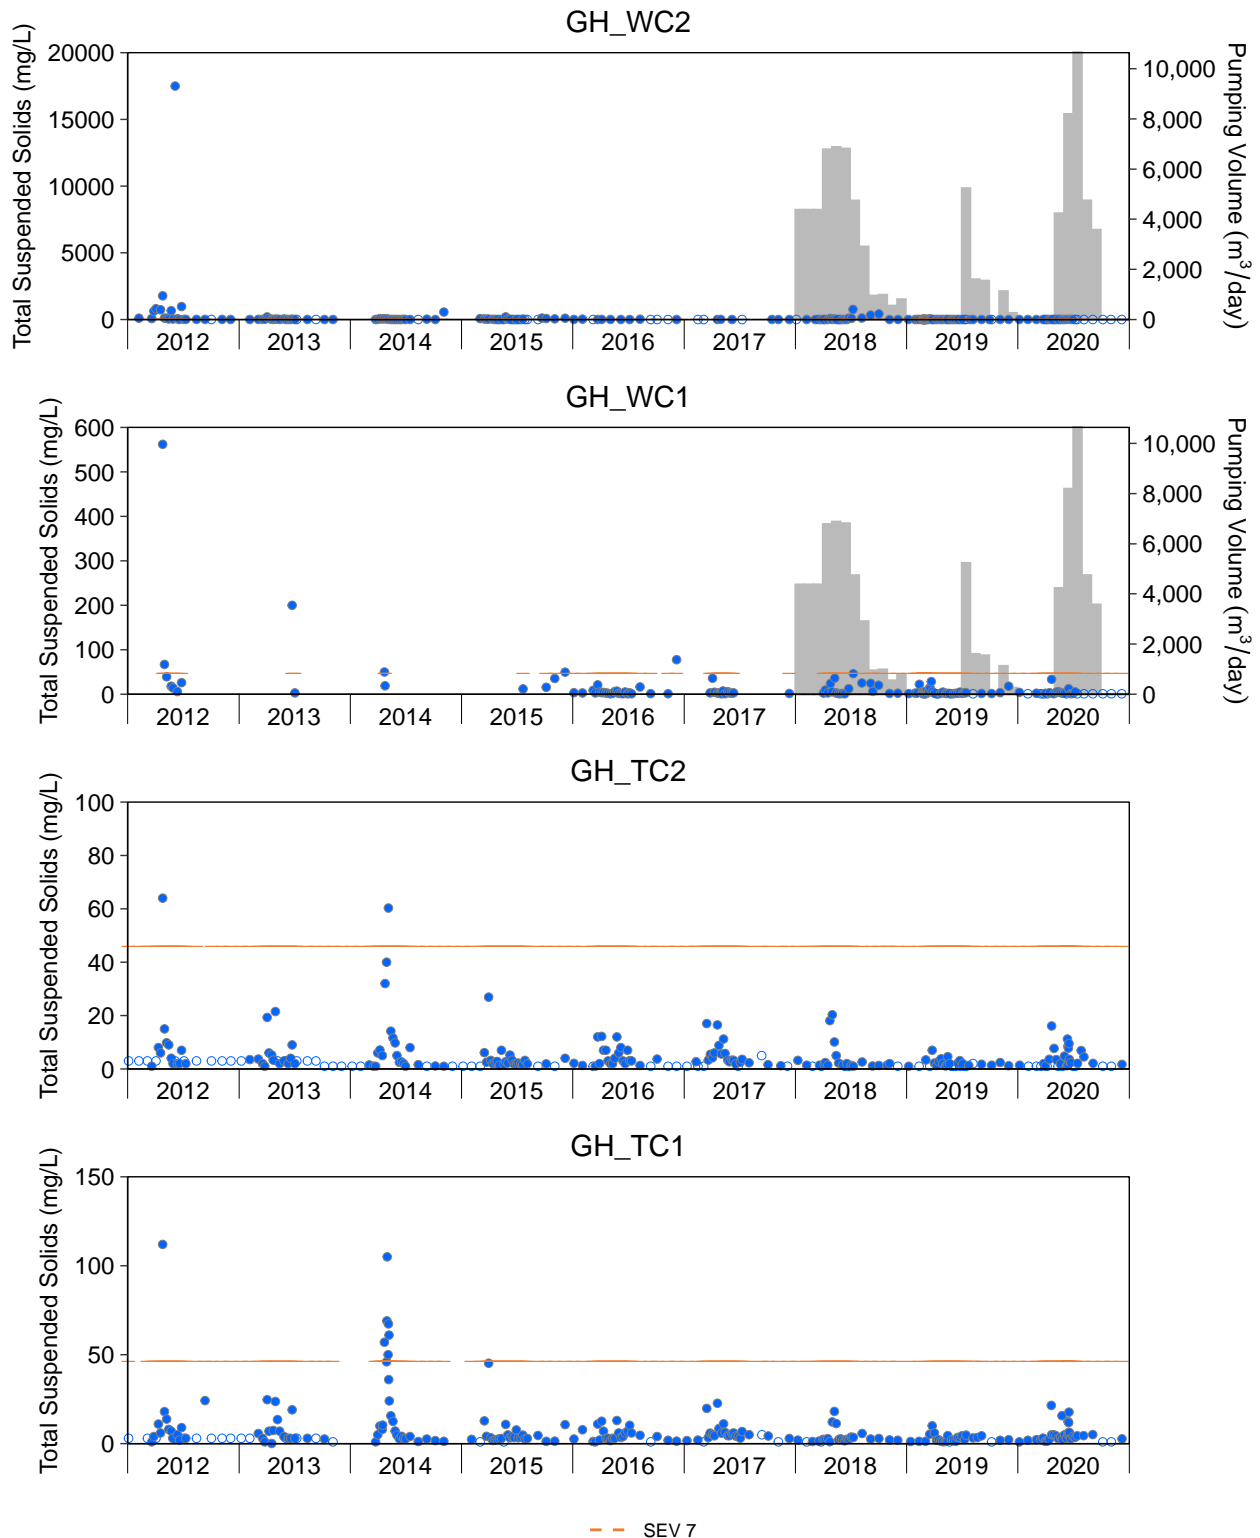 GH_WC2
Total Suspended Solids (mg/L)
20000
15000
10000
5000
0
10,000
8,000
6,000
4,000
2,000
0
Pumping Volume (m³/day)
2012 2013 2014 2015 2016 2017 2018 2019 2020
GH_WC1
Total Suspended Solids (mg/L)
600
500
400
300
200
100
0
10,000
8,000
6,000
4,000
2,000
0
Pumping Volume (m³/day)
2012 2013 2014 2015 2016 2017 2018 2019 2020
GH_TC2
Total Suspended Solids (mg/L)
100
80
60
40
20
0
2012 2013 2014 2015 2016 2017 2018 2019 2020
GH_TC1
Total Suspended Solids (mg/L)
150
100
50
0
2012 2013 2014 2015 2016 2017 2018 2019 2020
SEV 7